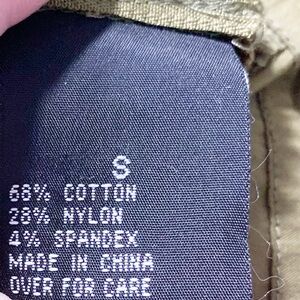 S
68% COTTON
28% NYLON
4% SPANDEX
MADE IN CHINA
OVER FOR CARE